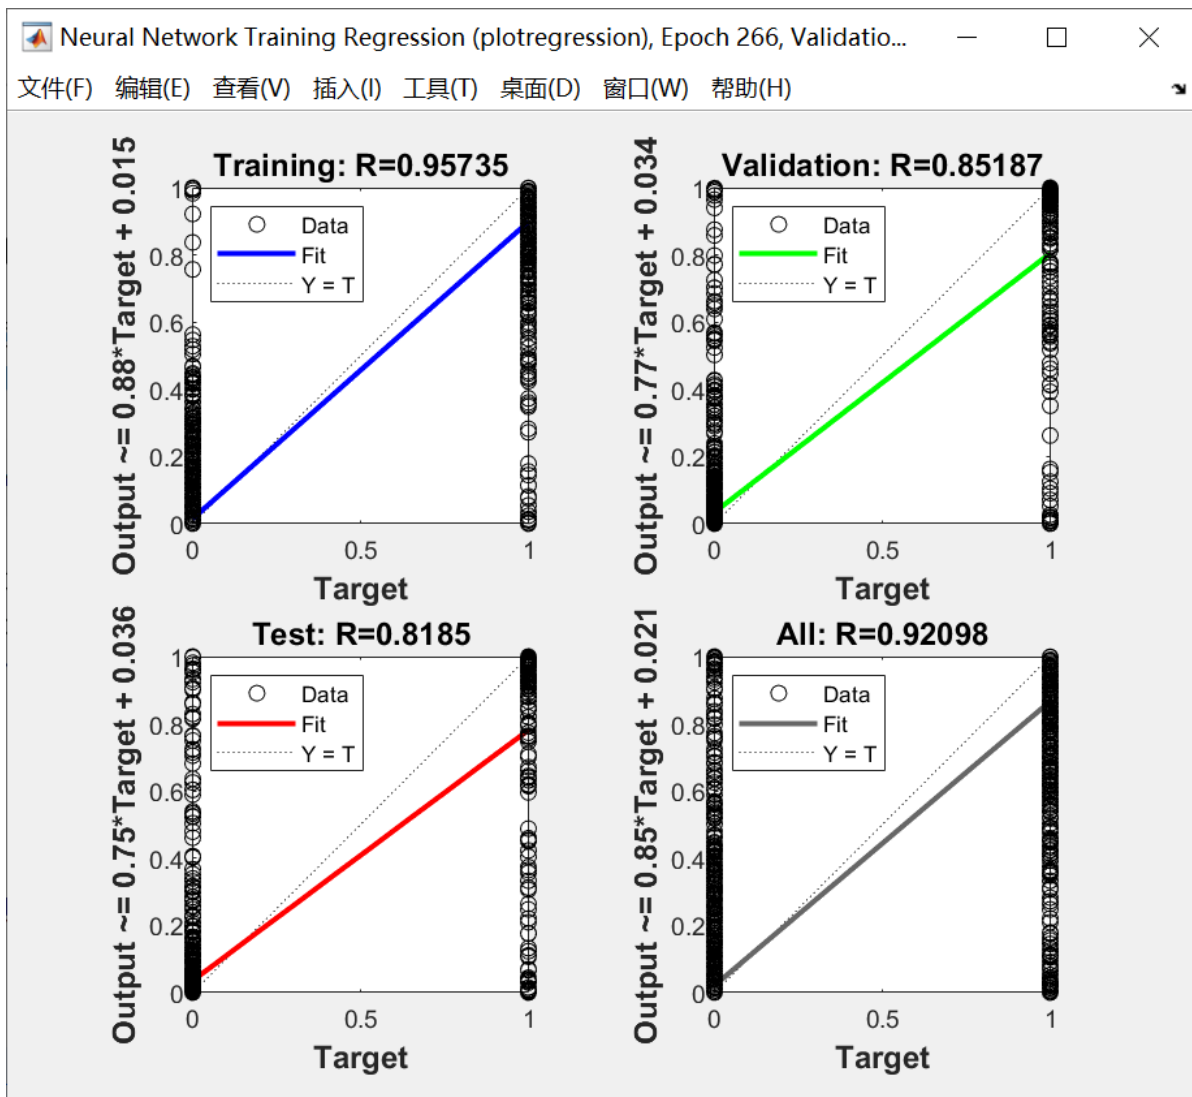 Neural Network Training Regression (plotregression), Epoch 266, Validatio...
文件(F) 编辑(E) 查看(V) 插入(I) 工具(T) 桌面(D) 窗口(W) 帮助(H)
Training: R=0.95735
Output ~= 0.88*Target + 0.015
1
0.8
0.6
0.4
0.2
0
Data
Fit
Y = T
0 0.5 1
Target
Validation: R=0.85187
Output ~= 0.77*Target + 0.034
1
0.8
0.6
0.4
0.2
0
Data
Fit
Y = T
0 0.5 1
Target
Test: R=0.8185
Output ~= 0.75*Target + 0.036
1
0.8
0.6
0.4
0.2
0
Data
Fit
Y = T
0 0.5 1
Target
All: R=0.92098
Output ~= 0.85*Target + 0.021
1
0.8
0.6
0.4
0.2
0
Data
Fit
Y = T
0 0.5 1
Target